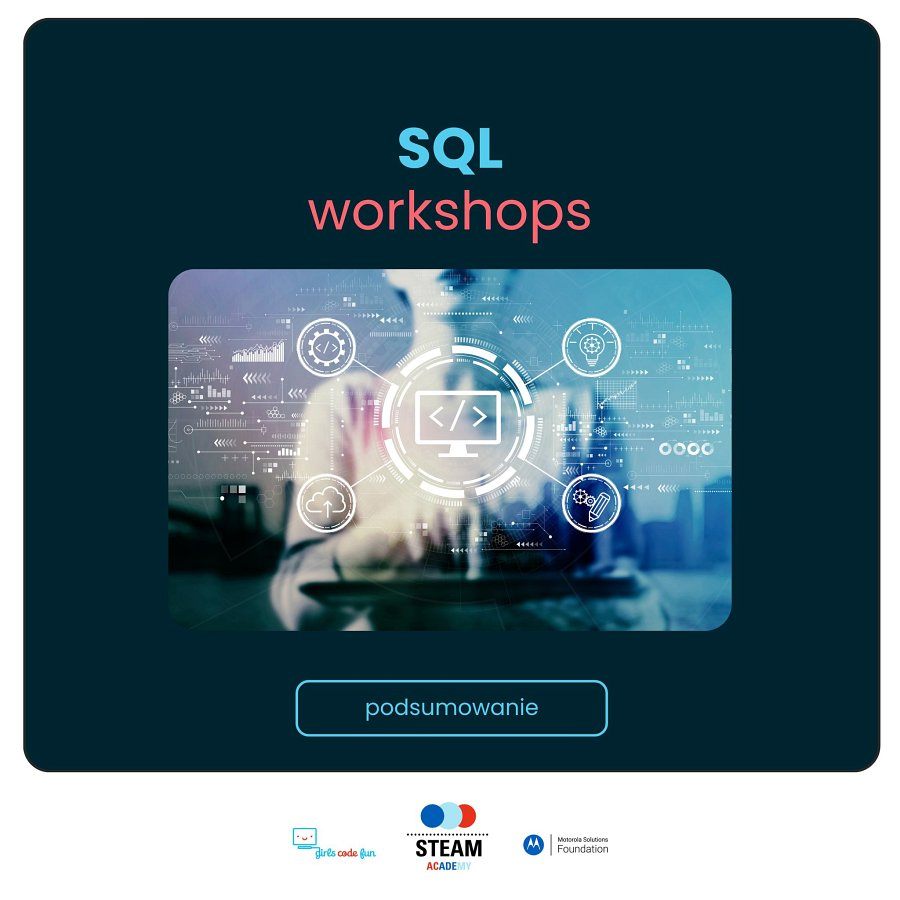 SQL
workshops
podsumowanie
girls code fun
STEAM
ACADEMY
Motorola Solutions
Foundation